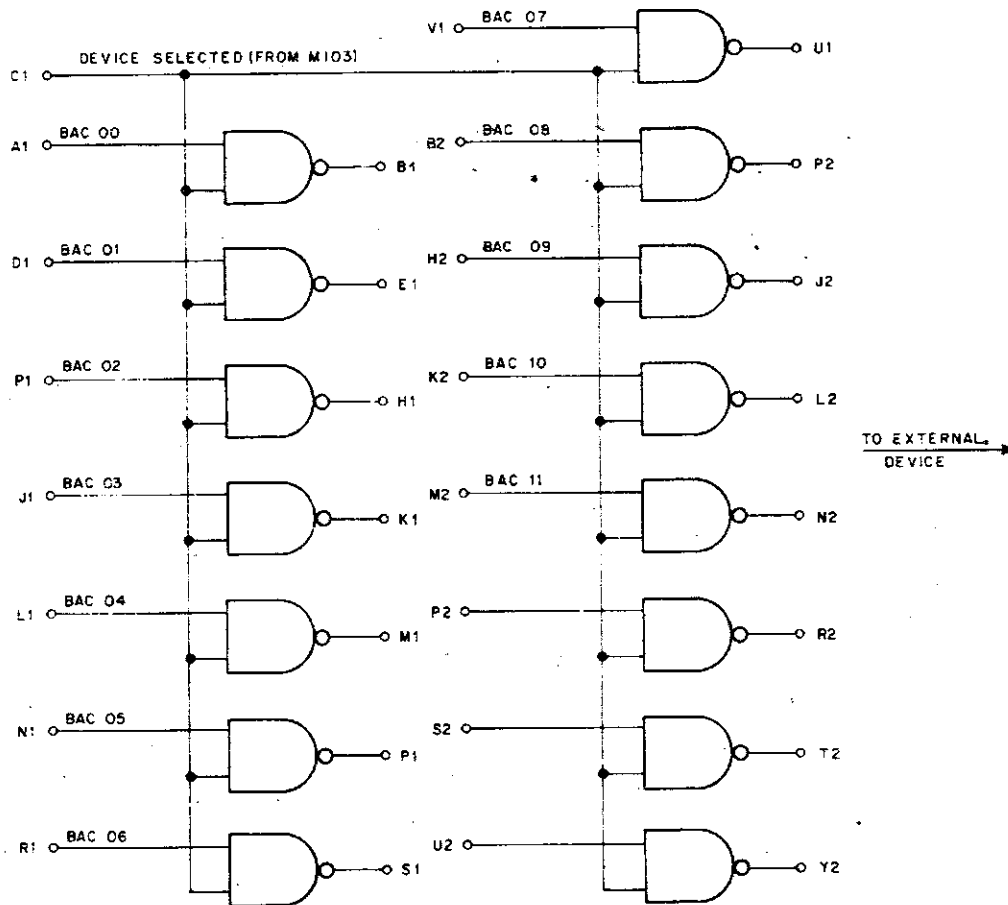 V1 BAC 07 U1
C1 DEVICE SELECTED (FROM M103)
A1 BAC 00 B1
B2 BAC 08 P2
D1 BAC 01 E1
H2 BAC 09 J2
P1 BAC 02 H1
K2 BAC 10 L2
TO EXTERNAL
DEVICE
J1 BAC 03 K1
M2 BAC 11 N2
L1 BAC 04 M1
P2 R2
N1 BAC 05 P1
S2 T2
R1 BAC 06 S1
U2 Y2